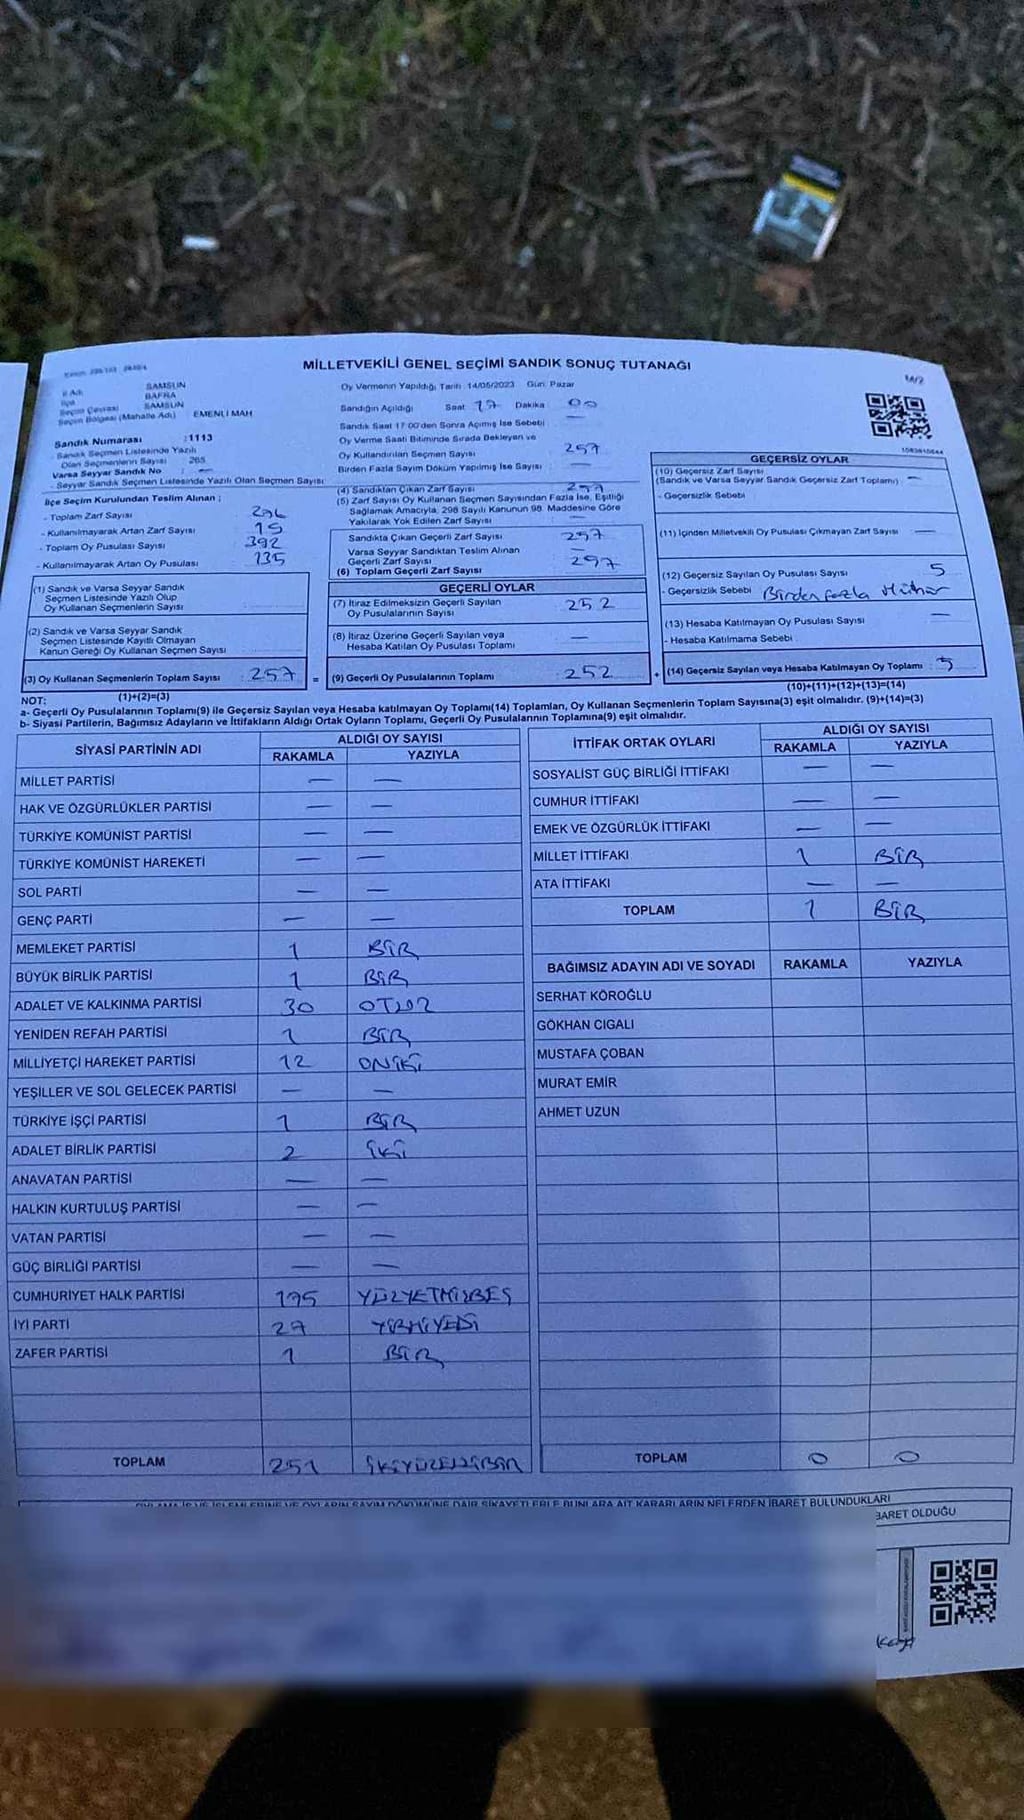 MİLLETVEKİLİ GENEL SEÇİMİ SANDIK SONUÇ TUTANAĞI
M/2
İl Adı SAMSUN
İlçe BAFRA
Seçim Çevresi SAMSUN
Seçim Bölgesi (Mahalle Adı) EMENLİ MAH
Sandık Numarası :1113
Sandık Seçmen Listesinde Yazılı
Olan Seçmenlerin Sayısı : 265
Varsa Seyyar Sandık No : —
- Seyyar Sandık Seçmen Listesinde Yazılı Olan Seçmen Sayısı
Oy Vermenin Yapıldığı Tarih :14/05/2023 Gün: Pazar
Sandığın Açıldığı Saat 17 Dakika 00
Sandık Saat 17:00'den Sonra Açımış İse Sebebi —
Oy Verme Saati Bitiminde Sırada Bekleyen ve
Oy Kullandırılan Seçmen Sayısı 257
Birden Fazla Sayım Döküm Yapılmış İse Sayısı —
İlçe Seçim Kurulundan Teslim Alınan ;
- Toplam Zarf Sayısı 296
- Kullanılmayarak Artan Zarf Sayısı 19
- Toplam Oy Pusulası Sayısı 392
- Kullanılmayarak Artan Oy Pusulası 135
(1) Sandık ve Varsa Seyyar Sandık
Seçmen Listesinde Yazılı Olup
Oy Kullanan Seçmenlerin Sayısı
(2) Sandık ve Varsa Seyyar Sandık
Seçmen Listesinde Kayıtlı Olmayan
Kanun Gereği Oy Kullanan Seçmen Sayısı
(3) Oy Kullanan Seçmenlerin Toplam Sayısı : 257 =
(1)+(2)=(3)
(4) Sandıktan Çıkan Zarf Sayısı 257
(5) Zarf Sayısı Oy Kullanan Seçmen Sayısından Fazla İse, Eşitliği
Sağlamak Amacıyla, 298 Sayılı Kanunun 98. Maddesine Göre
Yakılarak Yok Edilen Zarf Sayısı —
Sandıkta Çıkan Geçerli Zarf Sayısı 257
Varsa Seyyar Sandıktan Teslim Alınan
Geçerli Zarf Sayısı —
(6) Toplam Geçerli Zarf Sayısı 257
GEÇERLİ OYLAR
(7) İtiraz Edilmeksizin Geçerli Sayılan
Oy Pusulalarının Sayısı 252
(8) İtiraz Üzerine Geçerli Sayılan veya
Hesaba Katılan Oy Pusulası Toplamı —
(9) Geçerli Oy Pusulalarının Toplamı : 252 +
GEÇERSİZ OYLAR
(10) Geçersiz Zarf Sayısı
(Sandık ve Varsa Seyyar Sandık Geçersiz Zarf Toplamı) —
- Geçersizlik Sebebi
(11) İçinden Milletvekili Oy Pusulası Çıkmayan Zarf Sayısı —
(12) Geçersiz Sayılan Oy Pusulası Sayısı 5
- Geçersizlik Sebebi Birden fazla Mühür
(13) Hesaba Katılmayan Oy Pusulası Sayısı —
- Hesaba Katılmama Sebebi
(14) Geçersiz Sayılan veya Hesaba Katılmayan Oy Toplamı : 5
(10)+(11)+(12)+(13)=(14)
NOT:
a- Geçerli Oy Pusulalarının Toplamı(9) ile Geçersiz Sayılan veya Hesaba katılmayan Oy Toplamı(14) Toplamları, Oy Kullanan Seçmenlerin Toplam Sayısına(3) eşit olmalıdır. (9)+(14)=(3)
b- Siyasi Partilerin, Bağımsız Adayların ve İttifakların Aldığı Ortak Oyların Toplamı, Geçerli Oy Pusulalarının Toplamına(9) eşit olmalıdır.
SİYASİ PARTİNİN ADI ALDIĞI OY SAYISI
RAKAMLA YAZIYLA
MİLLET PARTİSİ — —
HAK VE ÖZGÜRLÜKLER PARTİSİ — —
TÜRKİYE KOMÜNİST PARTİSİ — —
TÜRKİYE KOMÜNİST HAREKETİ — —
SOL PARTİ — —
GENÇ PARTİ — —
MEMLEKET PARTİSİ 1 BİR
BÜYÜK BİRLİK PARTİSİ 1 BİR
ADALET VE KALKINMA PARTİSİ 30 OTUZ
YENİDEN REFAH PARTİSİ 1 BİR
MİLLİYETÇİ HAREKET PARTİSİ 12 ONİKİ
YEŞİLLER VE SOL GELECEK PARTİSİ — —
TÜRKİYE İŞÇİ PARTİSİ 1 BİR
ADALET BİRLİK PARTİSİ 2 İKİ
ANAVATAN PARTİSİ — —
HALKIN KURTULUŞ PARTİSİ — —
VATAN PARTİSİ — —
GÜÇ BİRLİĞİ PARTİSİ — —
CUMHURİYET HALK PARTİSİ 175 YÜZYETMİŞBEŞ
İYİ PARTİ 27 YİRMİYEDİ
ZAFER PARTİSİ 1 BİR
TOPLAM 251 İKİYÜZELLİBİR
İTTİFAK ORTAK OYLARI ALDIĞI OY SAYISI
RAKAMLA YAZIYLA
SOSYALİST GÜÇ BİRLİĞİ İTTİFAKI — —
CUMHUR İTTİFAKI — —
EMEK VE ÖZGÜRLÜK İTTİFAKI — —
MİLLET İTTİFAKI 1 BİR
ATA İTTİFAKI — —
TOPLAM 1 BİR
BAĞIMSIZ ADAYIN ADI VE SOYADI RAKAMLA YAZIYLA
SERHAT KÖROĞLU
GÖKHAN CIGALI
MUSTAFA ÇOBAN
MURAT EMİR
AHMET UZUN
TOPLAM 0 0
OYLAMA İŞ VE İŞLEMLERİNE VE OYLARIN SAYIM DÖKÜMÜNE DAİR ŞİKAYETLERLE BUNLARA AİT KARARLARIN NELERDEN İBARET BULUNDUKLARI
BARET OLDUĞU